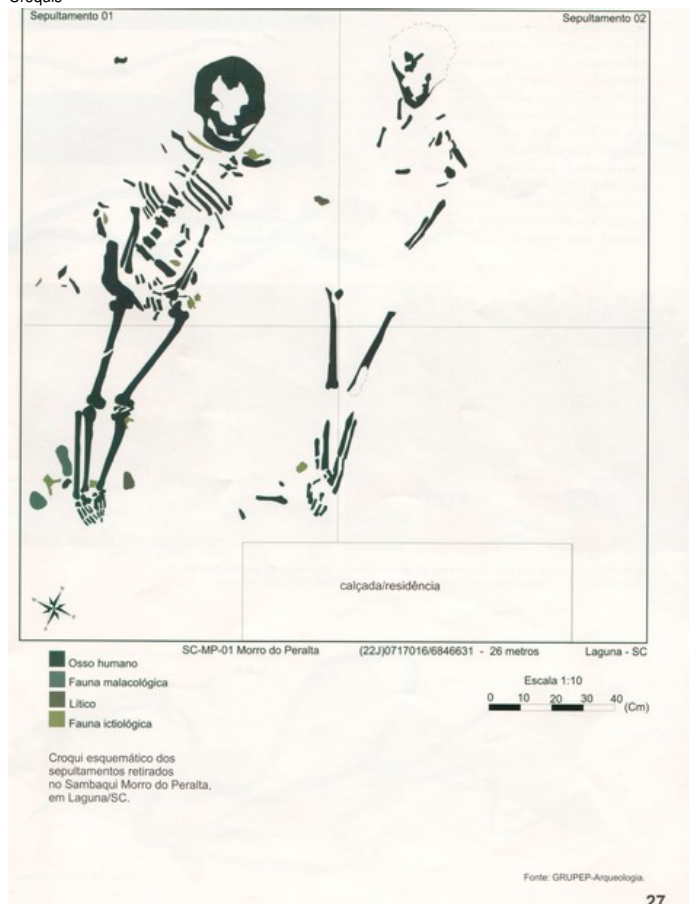 Croquis
Sepultamento 01
Sepultamento 02
calçada/residência
SC-MP-01 Morro do Peralta (22J)0717016/6846631 - 26 metros Laguna - SC
Osso humano
Fauna malacológica
Lítico
Fauna ictiológica
Escala 1:10
0 10 20 30 40 (Cm)
Croqui esquemático dos
sepultamentos retirados
no Sambaqui Morro do Peralta,
em Laguna/SC.
Fonte: GRUPEP-Arqueologia.
27